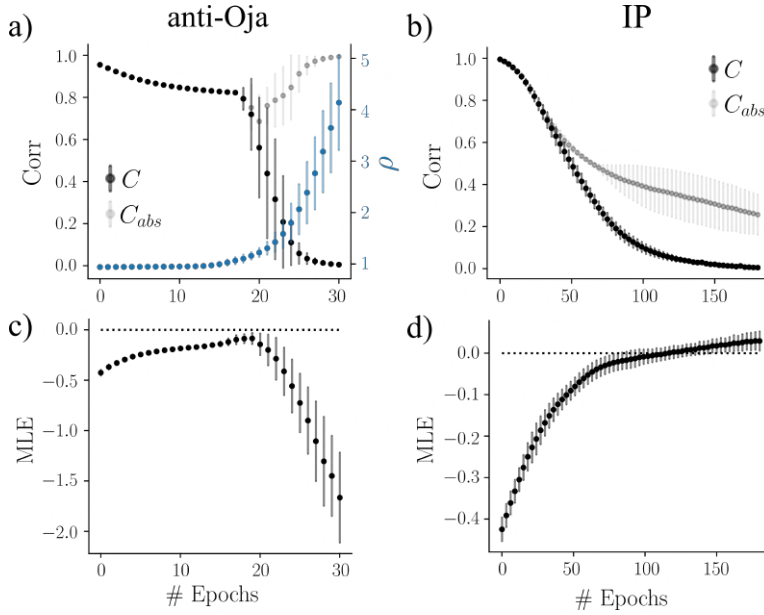 anti-Oja
IP
a)
1.0
0.8
0.6
0.4
0.2
0.0
Corr
C
C_abs
5
4
3
2
1
ρ
0
10
20
30
b)
1.0
0.8
0.6
0.4
0.2
0.0
Corr
C
C_abs
0
50
100
150
c)
0.0
−0.5
−1.0
−1.5
−2.0
MLE
0
10
20
30
# Epochs
d)
0.0
−0.1
−0.2
−0.3
−0.4
MLE
0
50
100
150
# Epochs